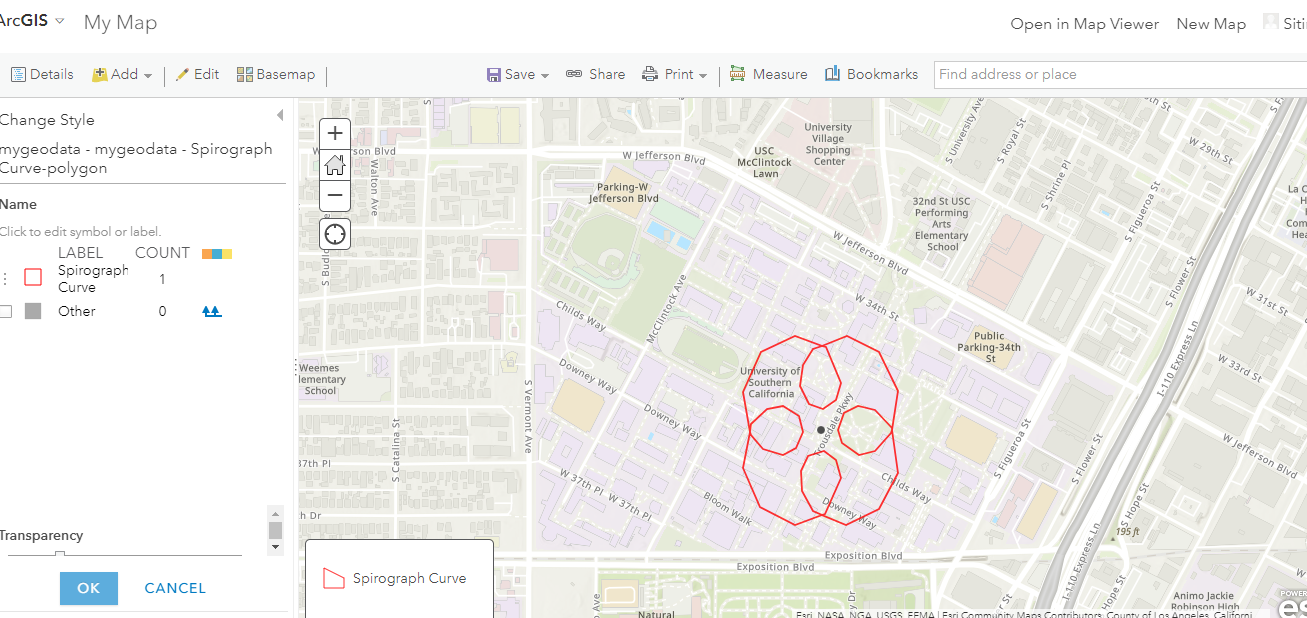 ArcGIS
My Map
Open in Map Viewer
New Map
Details
Add
Edit
Basemap
Save
Share
Print
Measure
Bookmarks
Find address or place
Change Style
mygeodata - mygeodata - Spirograph
Curve-polygon
Name
Click to edit symbol or label.
LABEL COUNT
Spirograph
Curve
1
Other 0
Transparency
OK
CANCEL
Spirograph Curve
W Jefferson Blvd
University
Village
Shopping
Center
USC
McClintock
Law
Parking-W
Jefferson Blvd
32nd St USC
Performing
Arts
Elementary
School
S University Ave
S Royal St
S Shrine Pl
W 29th St
S Figueroa St
S Flower St
W 31st St
W 33rd St
Walton Ave
W Jefferson Blvd
McClintock Ave
W 34th St
Childs Way
Public
Parking-34th
St
University of
Southern
California
Weemes
Elementary
School
S Vermont Ave
S Catalina St
Downey Way
Downey Way
Trousdale Pkwy
I-110 Express Ln
S Figueroa St
S Flower St
W Jefferson Blvd
37th Pl
W 37th Pl
W 37th Pl
Bloom Walk
Childs Way
Downey Way
S Hope St
195 ft
Exposition Blvd
Exposition Blvd
I-110 Express Ln
S Hope St
Animo Jackie
Robinson High
Natural
Esri, NASA, NGA, USGS, FEMA | Esri Community Maps Contributors, County of Los Angeles, Californi